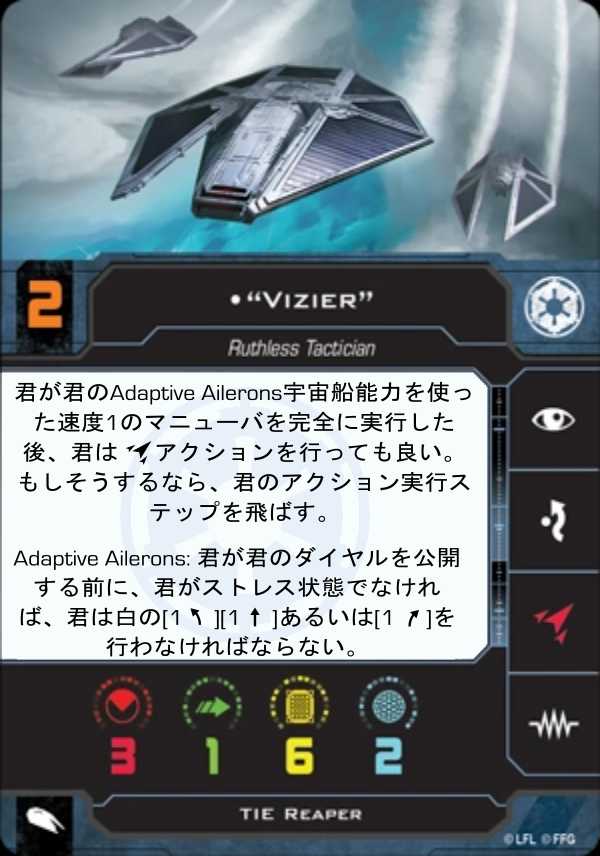 2
•“Vizier”
Ruthless Tactician
君が君のAdaptive Ailerons宇宙船能力を使っ
た速度1のマニューバを完全に実行した
後、君は アクションを行っても良い。
もしそうするなら、君のアクション実行ス
テップを飛ばす。
Adaptive Ailerons: 君が君のダイヤルを公開
する前に、君がストレス状態でなけれ
ば、君は白の[1 ↰ ][1 ↑ ]あるいは[1 ↱ ]を
行わなければならない。
3 1 6 2
TIE Reaper
©LFL ©FFG